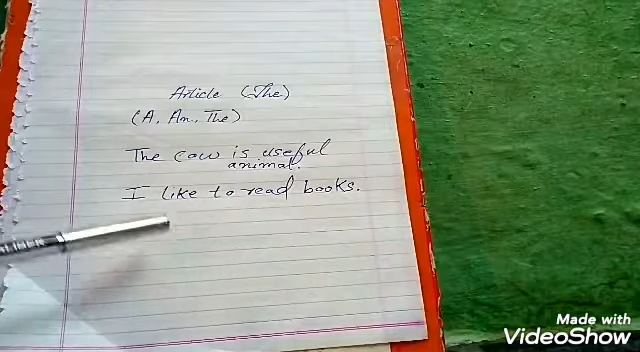 Article (The)
(A, An, The)
The cow is useful
animal.
I like to read books.
Made with
VideoShow